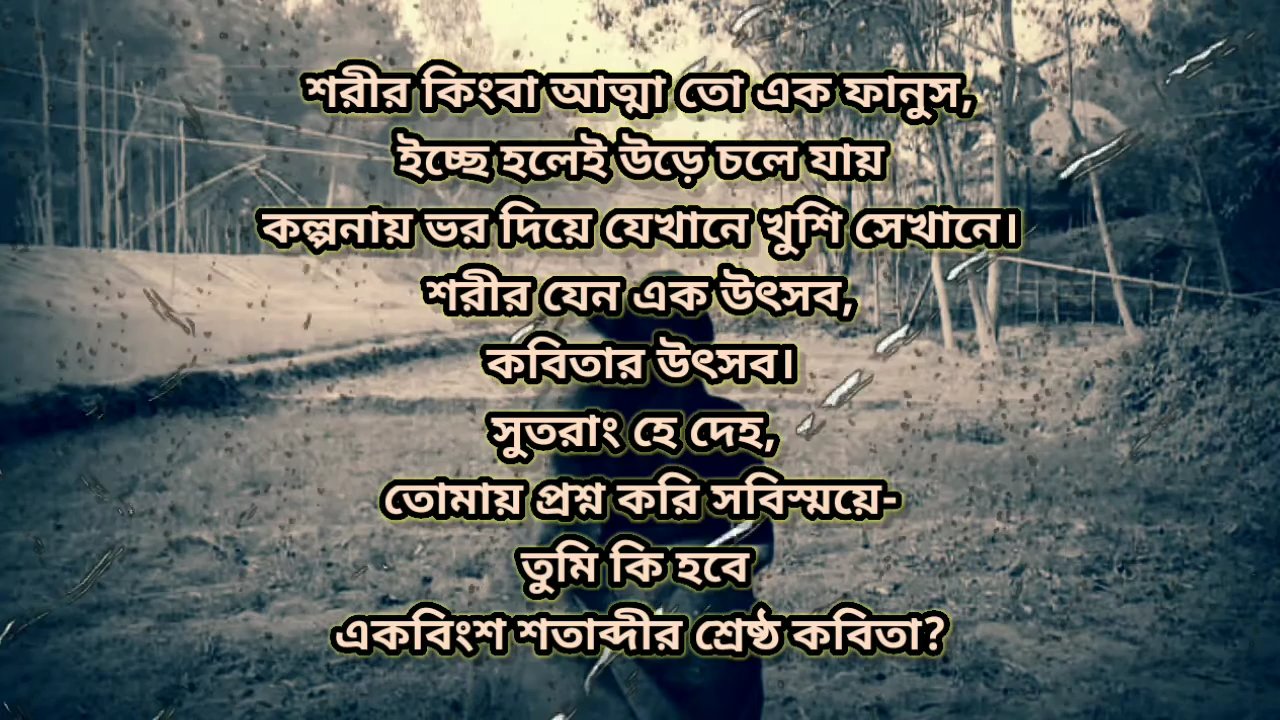 শরীর কিংবা আত্মা তো এক ফানুস,
ইচ্ছে হলেই উড়ে চলে যায়
কল্পনায় ভর দিয়ে যেখানে খুশি সেখানে।
শরীর যেন এক উৎসব,
কবিতার উৎসব।
সুতরাং হে দেহ,
তোমায় প্রশ্ন করি সবিস্ময়ে-
তুমি কি হবে
একবিংশ শতাব্দীর শ্রেষ্ঠ কবিতা?